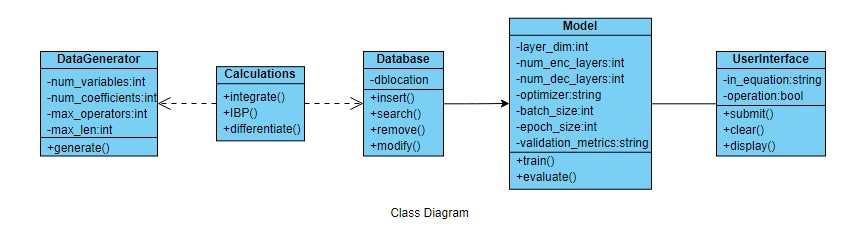 DataGenerator
-num_variables:int
-num_coefficients:int
-max_operators:int
-max_len:int
+generate()
Calculations
+integrate()
+IBP()
+differentiate()
Database
-dblocation
+insert()
+search()
+remove()
+modify()
Model
-layer_dim:int
-num_enc_layers:int
-num_dec_layers:int
-optimizer:string
-batch_size:int
-epoch_size:int
-validation_metrics:string
+train()
+evaluate()
UserInterface
-in_equation:string
-operation:bool
+submit()
+clear()
+display()
Class Diagram